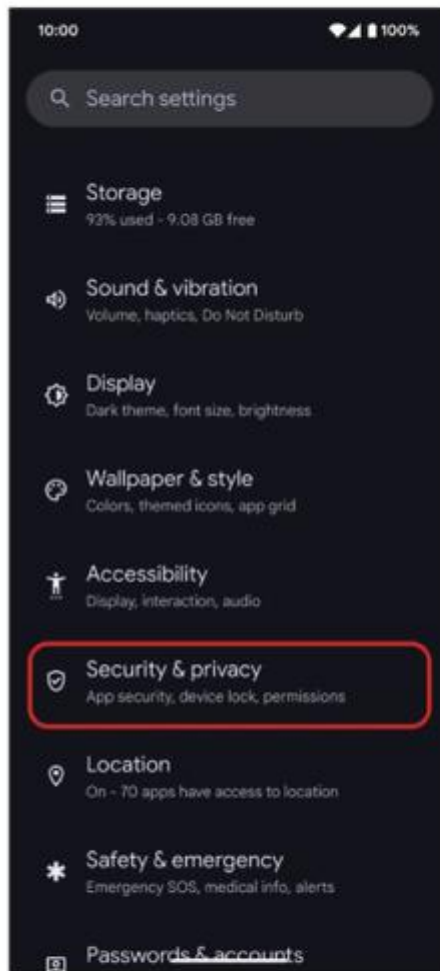 10:00 100%
Search settings
Storage
93% used - 9.08 GB free
Sound & vibration
Volume, haptics, Do Not Disturb
Display
Dark theme, font size, brightness
Wallpaper & style
Colors, themed icons, app grid
Accessibility
Display, interaction, audio
Security & privacy
App security, device lock, permissions
Location
On - 70 apps have access to location
Safety & emergency
Emergency SOS, medical info, alerts
Passwords & accounts